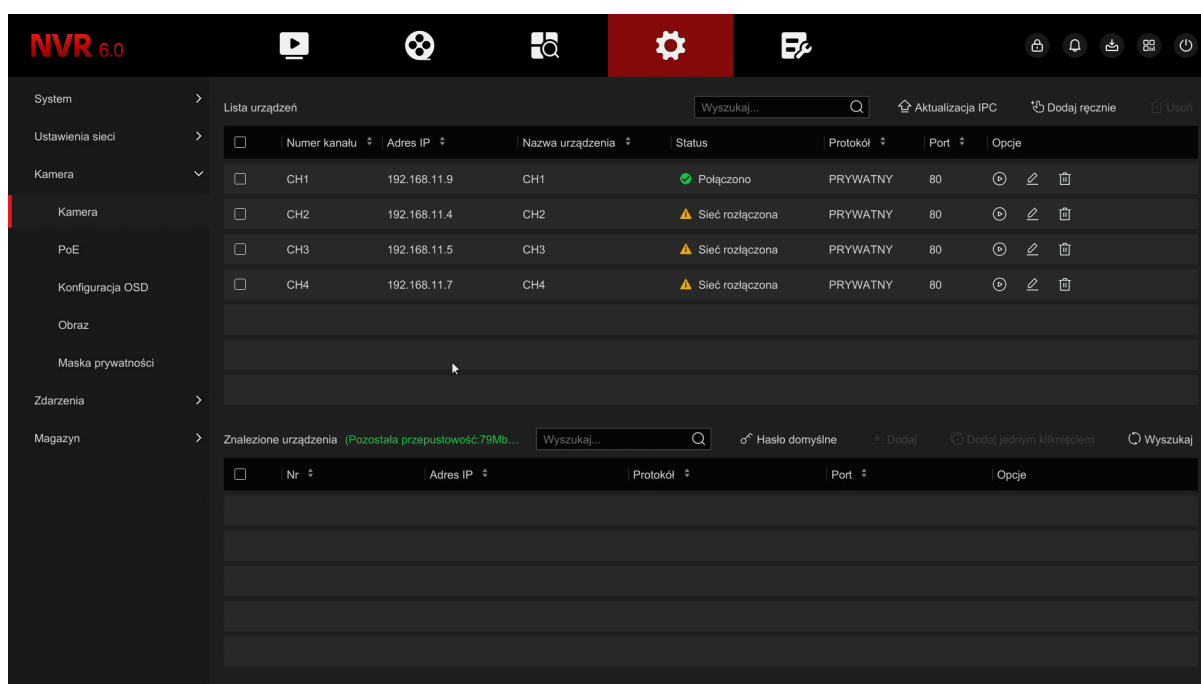 NVR 6.0
System
Ustawienia sieci
Kamera
Kamera
PoE
Konfiguracja OSD
Obraz
Maska prywatności
Zdarzenia
Magazyn
Lista urządzeń Wyszukaj... Aktualizacja IPC Dodaj ręcznie Usuń
Numer kanału Adres IP Nazwa urządzenia Status Protokół Port Opcje
CH1 192.168.11.9 CH1 Połączono PRYWATNY 80
CH2 192.168.11.4 CH2 Sieć rozłączona PRYWATNY 80
CH3 192.168.11.5 CH3 Sieć rozłączona PRYWATNY 80
CH4 192.168.11.7 CH4 Sieć rozłączona PRYWATNY 80
Znalezione urządzenia (Pozostała przepustowość:79Mb... Wyszukaj... Hasło domyślne Dodaj Dodaj jednym kliknięciem Wyszukaj
Nr Adres IP Protokół Port Opcje